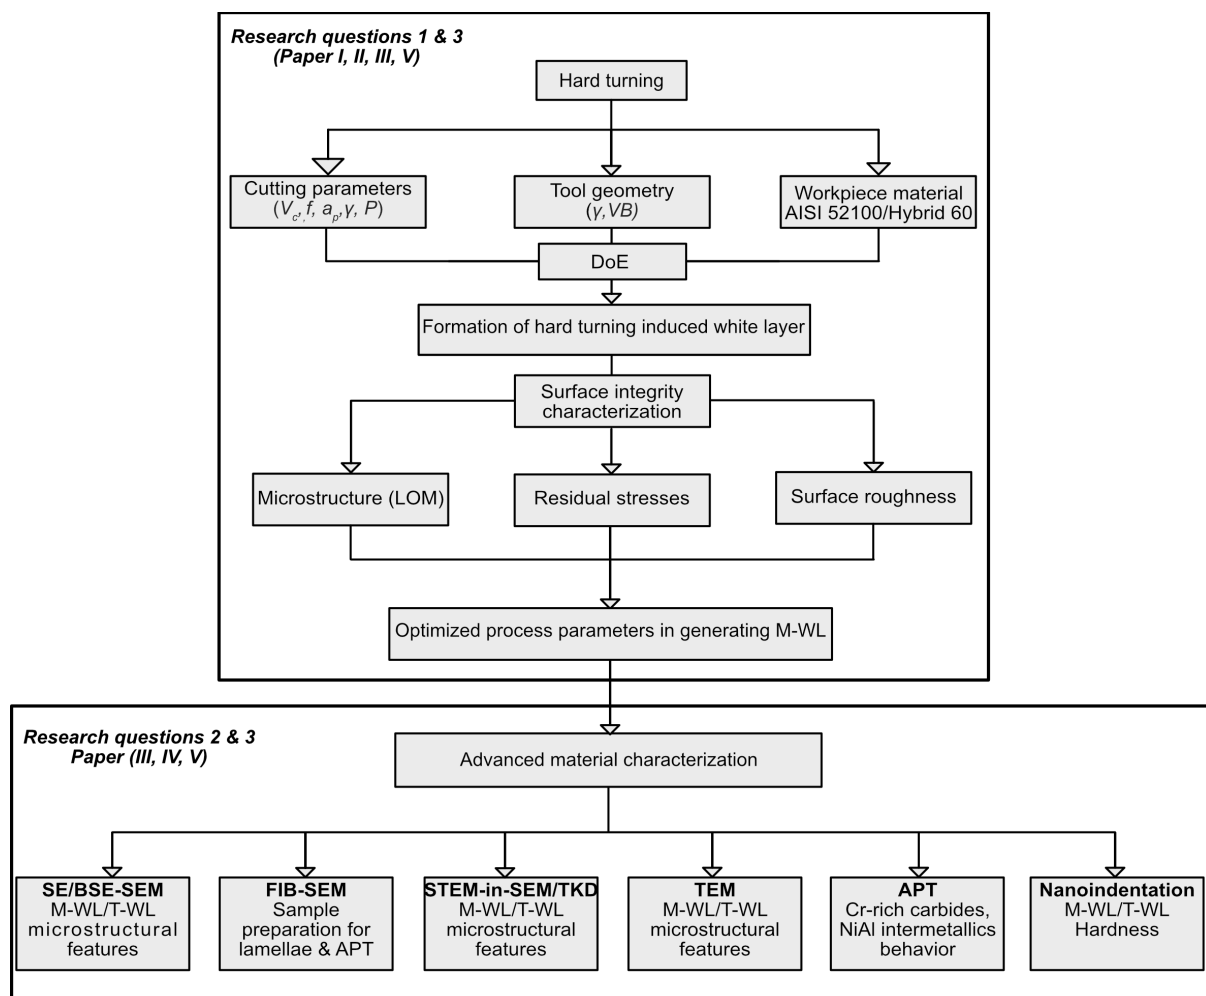 Research questions 1 & 3
(Paper I, II, III, V)
Hard turning
Cutting parameters
(Vc, f, ap, γ, P)
Tool geometry
(γ, VB)
Workpiece material
AISI 52100/Hybrid 60
DoE
Formation of hard turning induced white layer
Surface integrity
characterization
Microstructure (LOM)
Residual stresses
Surface roughness
Optimized process parameters in generating M-WL
Research questions 2 & 3
Paper (III, IV, V)
Advanced material characterization
SE/BSE-SEM
M-WL/T-WL
microstructural
features
FIB-SEM
Sample
preparation for
lamellae & APT
STEM-in-SEM/TKD
M-WL/T-WL
microstructural
features
TEM
M-WL/T-WL
microstructural
features
APT
Cr-rich carbides,
NiAl intermetallics
behavior
Nanoindentation
M-WL/T-WL
Hardness